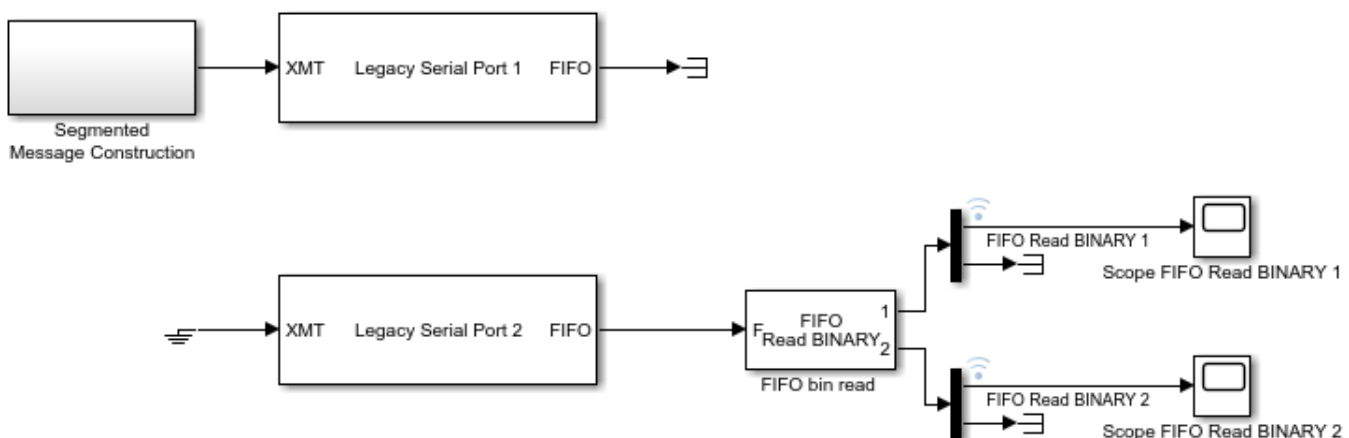 XMT Legacy Serial Port 1 FIFO
Segmented
Message Construction
FIFO Read BINARY 1
Scope FIFO Read BINARY 1
XMT Legacy Serial Port 2 FIFO
F FIFO 1
Read BINARY 2
FIFO bin read
FIFO Read BINARY 2
Scope FIFO Read BINARY 2